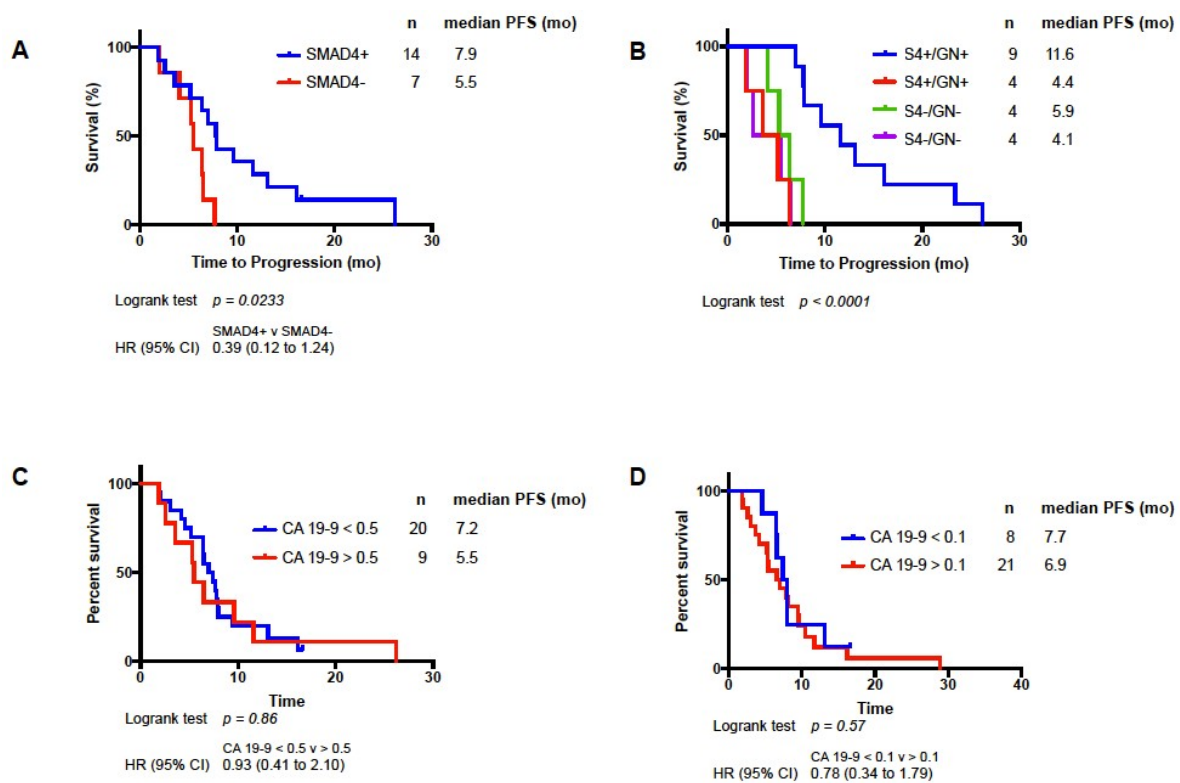 A
n median PFS (mo)
SMAD4+ 14 7.9
SMAD4- 7 5.5
Survival (%)
100
50
0
0 10 20 30
Time to Progression (mo)
Logrank test p = 0.0233
SMAD4+ v SMAD4-
HR (95% CI) 0.39 (0.12 to 1.24)
B
n median PFS (mo)
S4+/GN+ 9 11.6
S4+/GN+ 4 4.4
S4-/GN- 4 5.9
S4-/GN- 4 4.1
Survival (%)
100
50
0
0 10 20 30
Time to Progression (mo)
Logrank test p < 0.0001
C
n median PFS (mo)
CA 19-9 < 0.5 20 7.2
CA 19-9 > 0.5 9 5.5
Percent survival
100
50
0
0 10 20 30
Time
Logrank test p = 0.86
CA 19-9 < 0.5 v > 0.5
HR (95% CI) 0.93 (0.41 to 2.10)
D
n median PFS (mo)
CA 19-9 < 0.1 8 7.7
CA 19-9 > 0.1 21 6.9
Percent survival
100
50
0
0 10 20 30 40
Time
Logrank test p = 0.57
CA 19-9 < 0.1 v > 0.1
HR (95% CI) 0.78 (0.34 to 1.79)